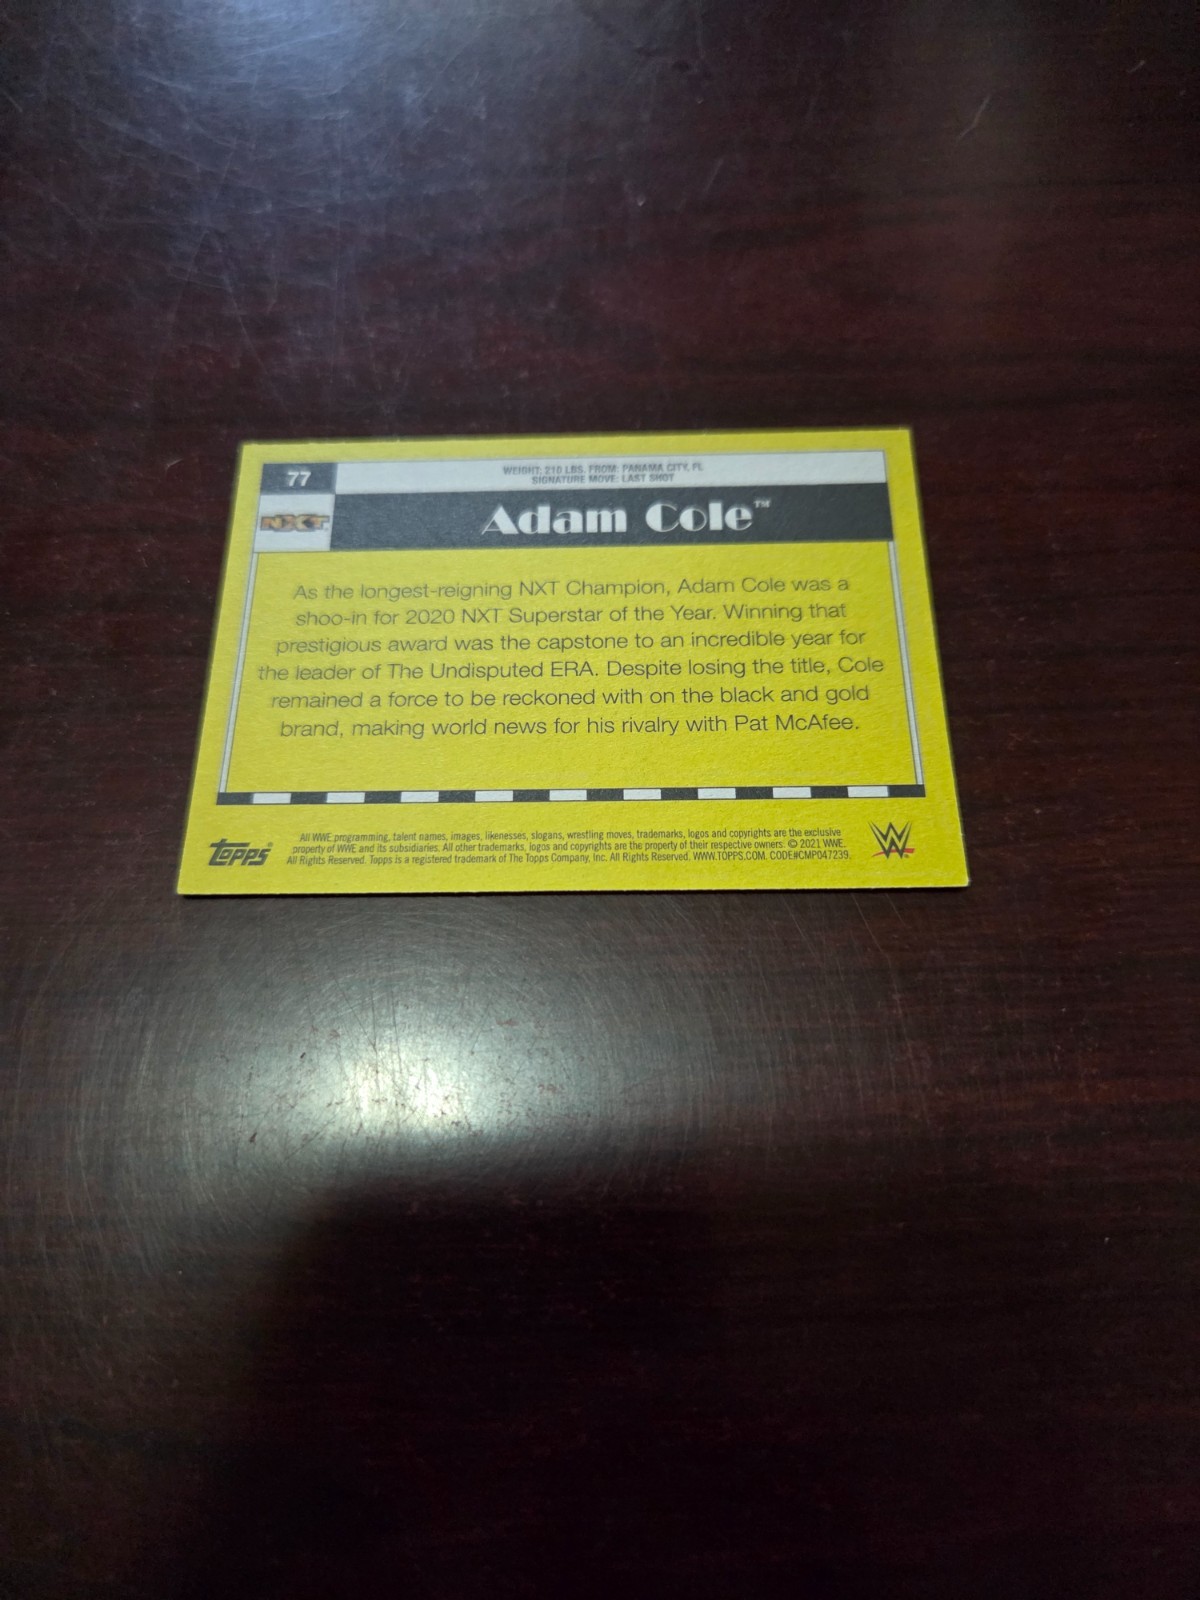 77
WEIGHT: 210 LBS. FROM: PANAMA CITY, FL
SIGNATURE MOVE: LAST SHOT
NXT
Adam Cole™
As the longest-reigning NXT Champion, Adam Cole was a
shoo-in for 2020 NXT Superstar of the Year. Winning that
prestigious award was the capstone to an incredible year for
the leader of The Undisputed ERA. Despite losing the title, Cole
remained a force to be reckoned with on the black and gold
brand, making world news for his rivalry with Pat McAfee.
Topps®
All WWE programming, talent names, images, likenesses, slogans, wrestling moves, trademarks, logos and copyrights are the exclusive
property of WWE and its subsidiaries. All other trademarks, logos and copyrights are the property of their respective owners. © 2021 WWE.
All Rights Reserved. Topps is a registered trademark of The Topps Company, Inc. All Rights Reserved. WWW.TOPPS.COM. CODE#CMP047239.
W